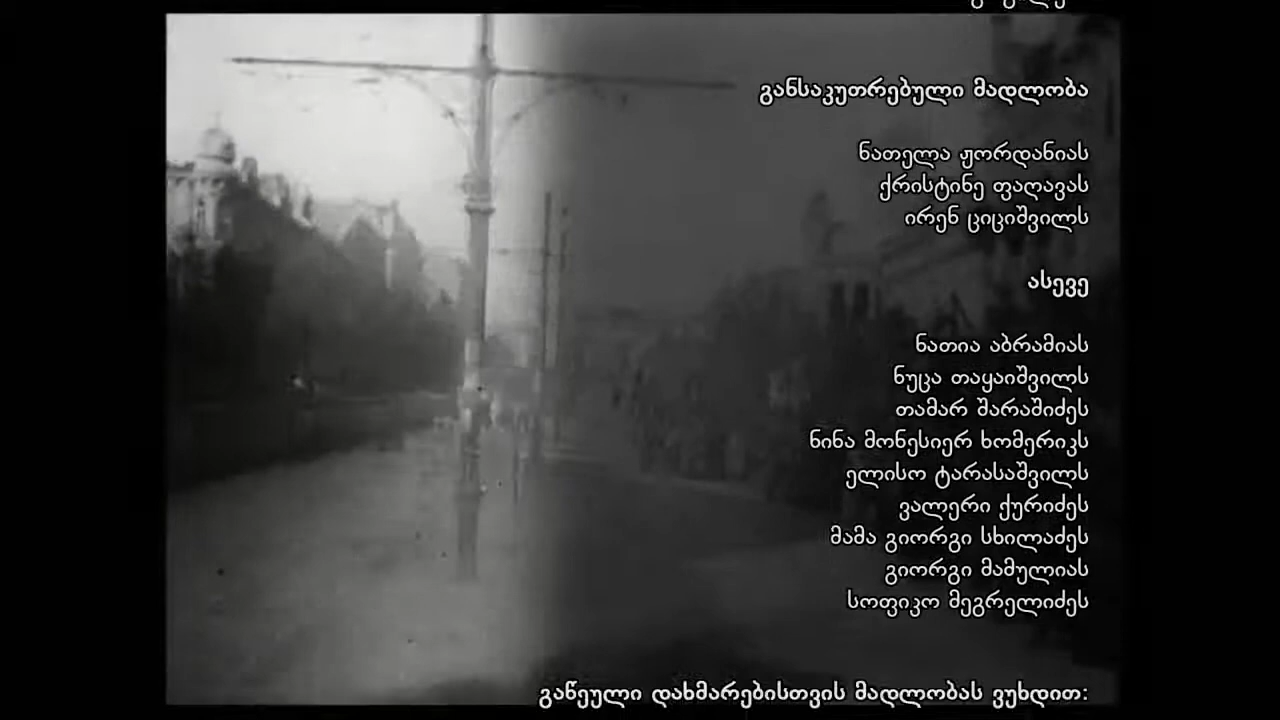 განსაკუთრებული მადლობა
ნათელა ჟორდანიას
ქრისტინე ფაღავას
ირენ ციციშვილს
ასევე
ნათია აბრამიას
ნუცა თაყაიშვილს
თამარ შარაშიძეს
ნინა მონესიერ ხომერიკს
ელისო ტარასაშვილს
ვალერი ქურიძეს
მამა გიორგი სხილაძეს
გიორგი მამულიას
სოფიკო მეგრელიძეს
გაწეული დახმარებისთვის მადლობას ვუხდით: